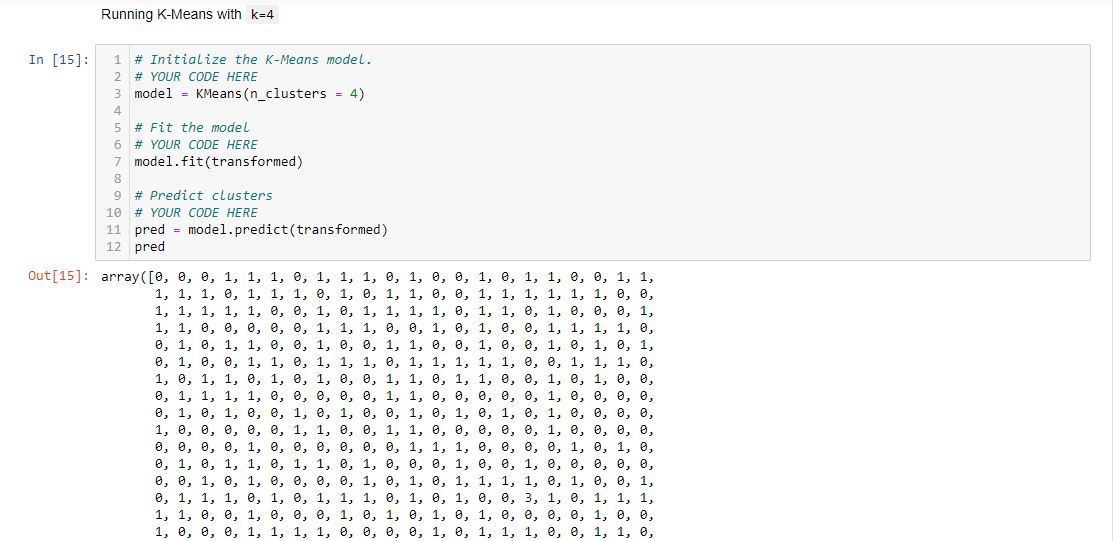 Running K-Means with k=4
In [15]:
1 # Initialize the K-Means model.
2 # YOUR CODE HERE
3 model = KMeans(n_clusters = 4)
4
5 # Fit the model
6 # YOUR CODE HERE
7 model.fit(transformed)
8
9 # Predict clusters
10 # YOUR CODE HERE
11 pred = model.predict(transformed)
12 pred
Out[15]: array([0, 0, 0, 1, 1, 1, 0, 1, 1, 1, 0, 1, 0, 0, 1, 0, 1, 1, 0, 0, 1, 1,
1, 1, 1, 0, 1, 1, 1, 0, 1, 0, 1, 1, 0, 0, 1, 1, 1, 1, 1, 1, 0, 0,
1, 1, 1, 1, 1, 0, 0, 1, 0, 1, 1, 1, 1, 0, 1, 1, 0, 1, 0, 0, 0, 1,
1, 1, 0, 0, 0, 0, 0, 1, 1, 1, 0, 0, 1, 0, 1, 0, 0, 1, 1, 1, 1, 0,
0, 1, 0, 1, 1, 0, 0, 1, 0, 0, 1, 1, 0, 0, 1, 0, 0, 1, 0, 1, 0, 1,
0, 1, 0, 0, 1, 1, 0, 1, 1, 1, 0, 1, 1, 1, 1, 1, 0, 0, 1, 1, 1, 0,
1, 0, 1, 1, 0, 1, 0, 1, 0, 0, 1, 1, 0, 1, 1, 0, 0, 1, 0, 1, 0, 0,
0, 1, 1, 1, 1, 0, 0, 0, 0, 0, 1, 1, 0, 0, 0, 0, 0, 1, 0, 0, 0, 0,
0, 1, 0, 1, 0, 0, 1, 0, 1, 0, 0, 1, 0, 1, 0, 1, 0, 1, 0, 0, 0, 0,
1, 0, 0, 0, 0, 0, 1, 1, 0, 0, 1, 1, 0, 0, 0, 0, 0, 1, 0, 0, 0, 0,
0, 0, 0, 0, 1, 0, 0, 0, 0, 0, 0, 1, 1, 1, 0, 0, 0, 0, 1, 0, 1, 0,
0, 1, 0, 1, 1, 0, 1, 1, 0, 1, 0, 0, 0, 1, 0, 0, 1, 0, 0, 0, 0, 0,
0, 0, 1, 0, 1, 0, 0, 0, 0, 1, 0, 1, 0, 1, 1, 1, 1, 0, 1, 0, 0, 1,
0, 1, 1, 1, 0, 1, 0, 1, 1, 1, 0, 1, 0, 1, 0, 0, 3, 1, 0, 1, 1, 1,
1, 1, 0, 0, 1, 0, 0, 0, 1, 0, 1, 0, 1, 0, 1, 0, 0, 0, 0, 1, 0, 0,
1, 0, 0, 0, 1, 1, 1, 1, 0, 0, 0, 0, 1, 0, 1, 1, 1, 0, 0, 1, 1, 0,